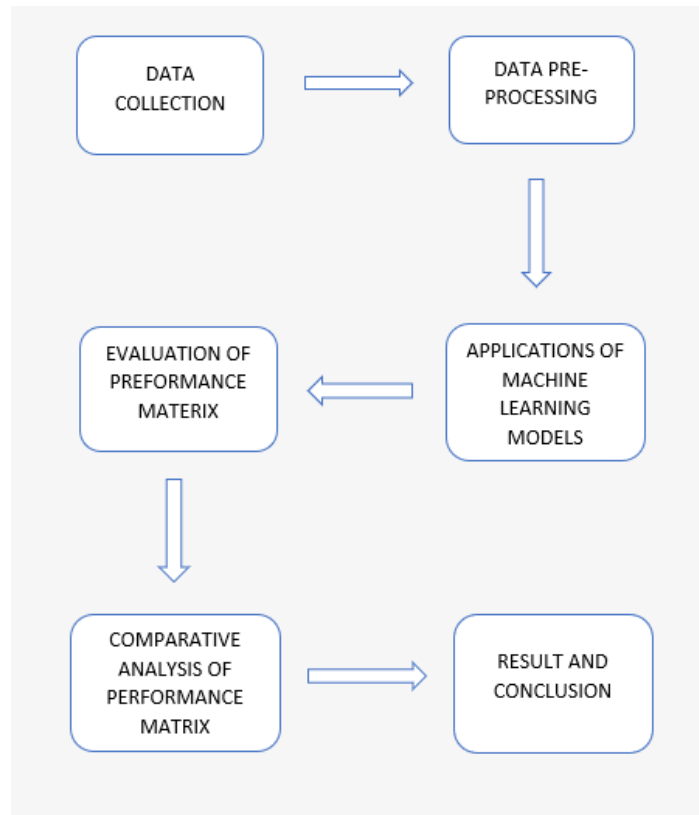 DATA
COLLECTION
DATA PRE-
PROCESSING
APPLICATIONS OF
MACHINE
LEARNING
MODELS
EVALUATION OF
PREFORMANCE
MATERIX
COMPARATIVE
ANALYSIS OF
PERFORMANCE
MATRIX
RESULT AND
CONCLUSION